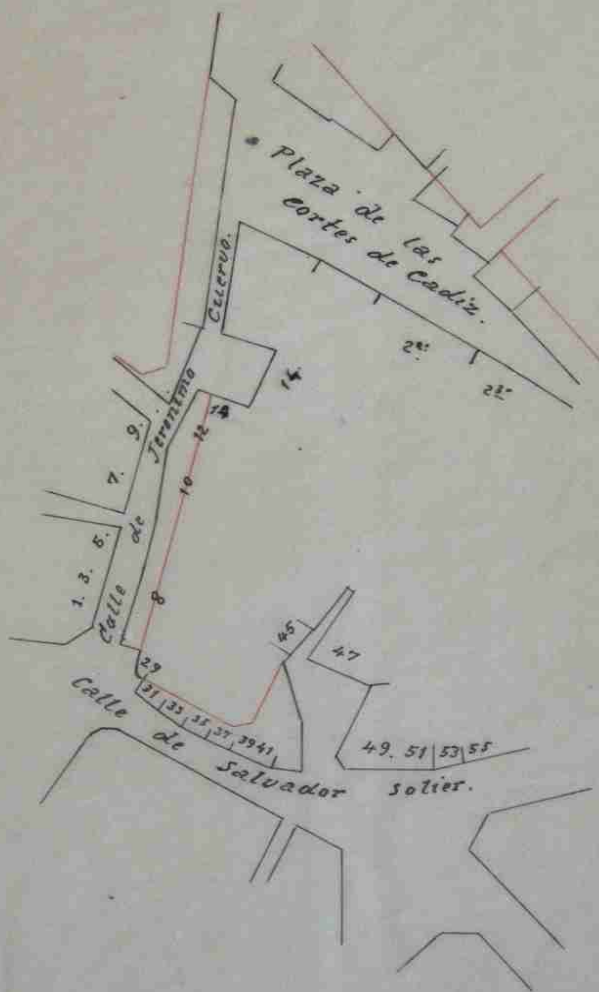 Plaza de las
cortes de Cadiz.
Calle de Jeronimo Cuervo.
14
14
12
10
8
9.
7.
5.
3.
1.
29
31 33 35 37 39 41
45
47
49. 51 53 55
Calle de Salvador Solier.